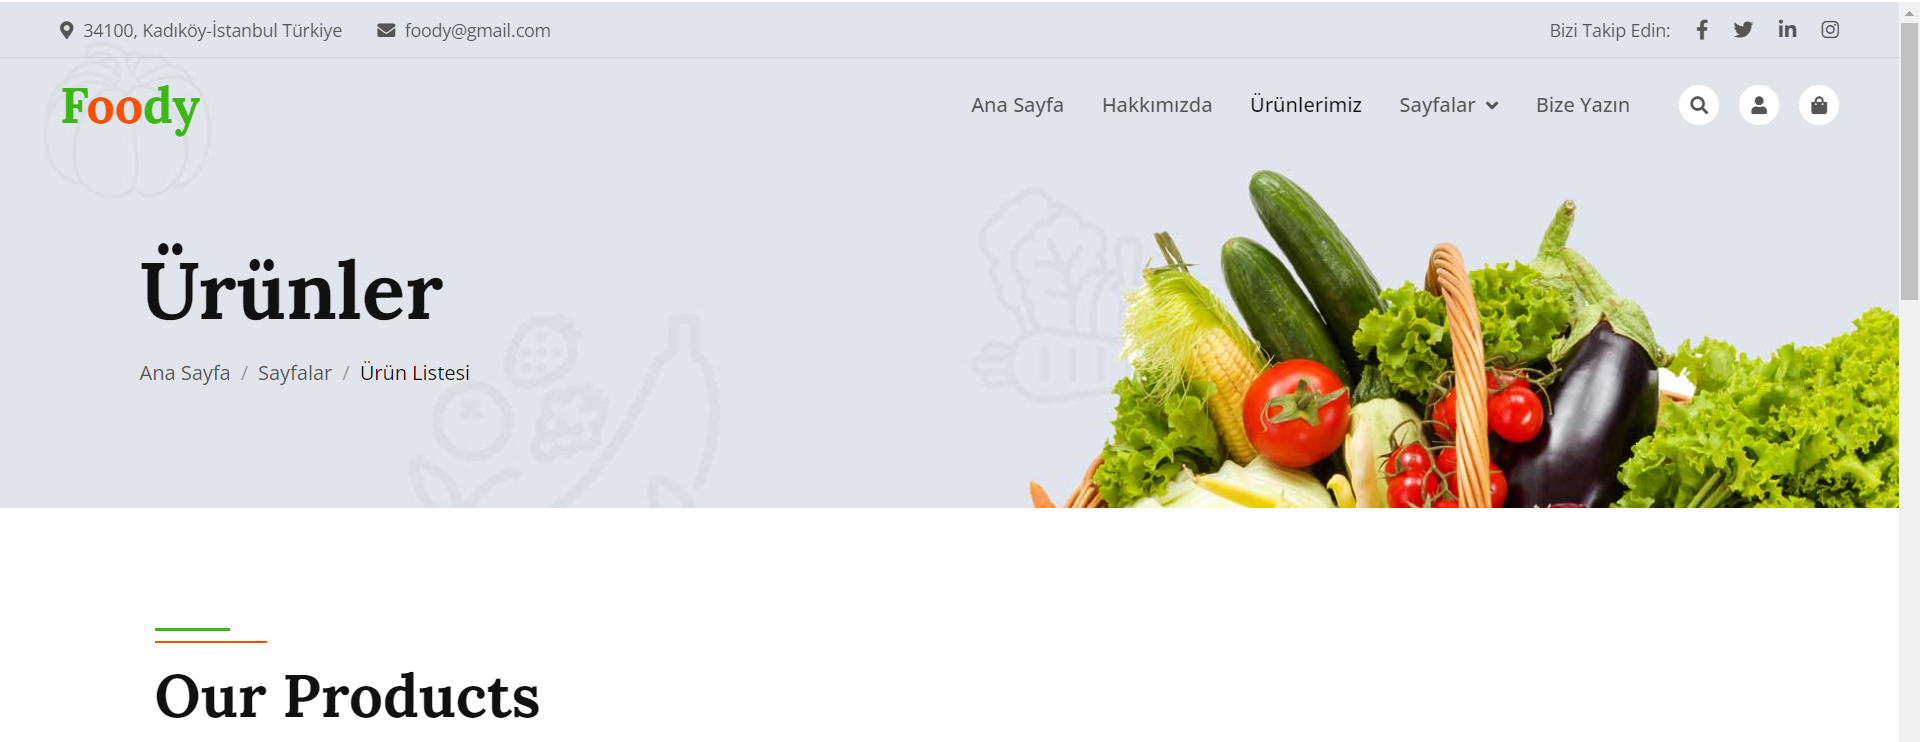 34100, Kadıköy-İstanbul Türkiye foody@gmail.com Bizi Takip Edin:
Foody Ana Sayfa Hakkımızda Ürünlerimiz Sayfalar Bize Yazın
Ürünler
Ana Sayfa / Sayfalar / Ürün Listesi
Our Products